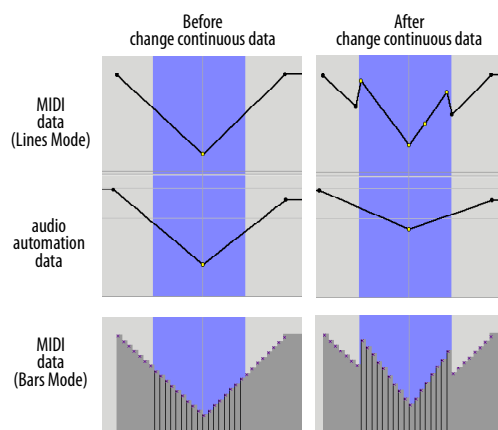 Before
change continuous data
After
change continuous data
MIDI
data
(Lines Mode)
audio
automation
data
MIDI
data
(Bars Mode)